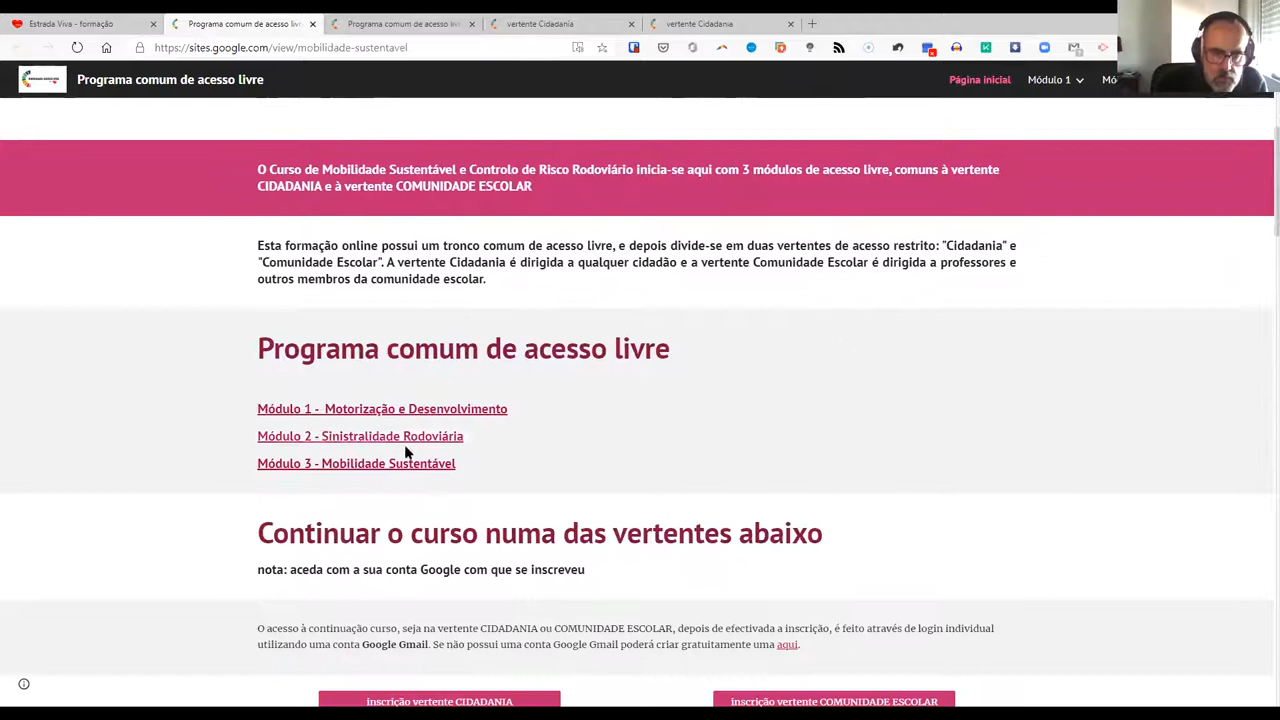 Estrada Viva - formação
Programa comum de acesso livre
Programa comum de acesso livre
vertente Cidadania
vertente Cidadania
https://sites.google.com/view/mobilidade-sustentavel
Programa comum de acesso livre
Página inicial
Módulo 1
O Curso de Mobilidade Sustentável e Controlo de Risco Rodoviário inicia-se aqui com 3 módulos de acesso livre, comuns à vertente
CIDADANIA e à vertente COMUNIDADE ESCOLAR
Esta formação online possui um tronco comum de acesso livre, e depois divide-se em duas vertentes de acesso restrito: "Cidadania" e
"Comunidade Escolar". A vertente Cidadania é dirigida a qualquer cidadão e a vertente Comunidade Escolar é dirigida a professores e
outros membros da comunidade escolar.
Programa comum de acesso livre
Módulo 1 - Motorização e Desenvolvimento
Módulo 2 - Sinistralidade Rodoviária
Módulo 3 - Mobilidade Sustentável
Continuar o curso numa das vertentes abaixo
nota: aceda com a sua conta Google com que se inscreveu
O acesso à continuação curso, seja na vertente CIDADANIA ou COMUNIDADE ESCOLAR, depois de efectivada a inscrição, é feito através de login individual
utilizando uma conta Google Gmail. Se não possui uma conta Google Gmail poderá criar gratuitamente uma aqui.
inscrição vertente CIDADANIA
inscrição vertente COMUNIDADE ESCOLAR